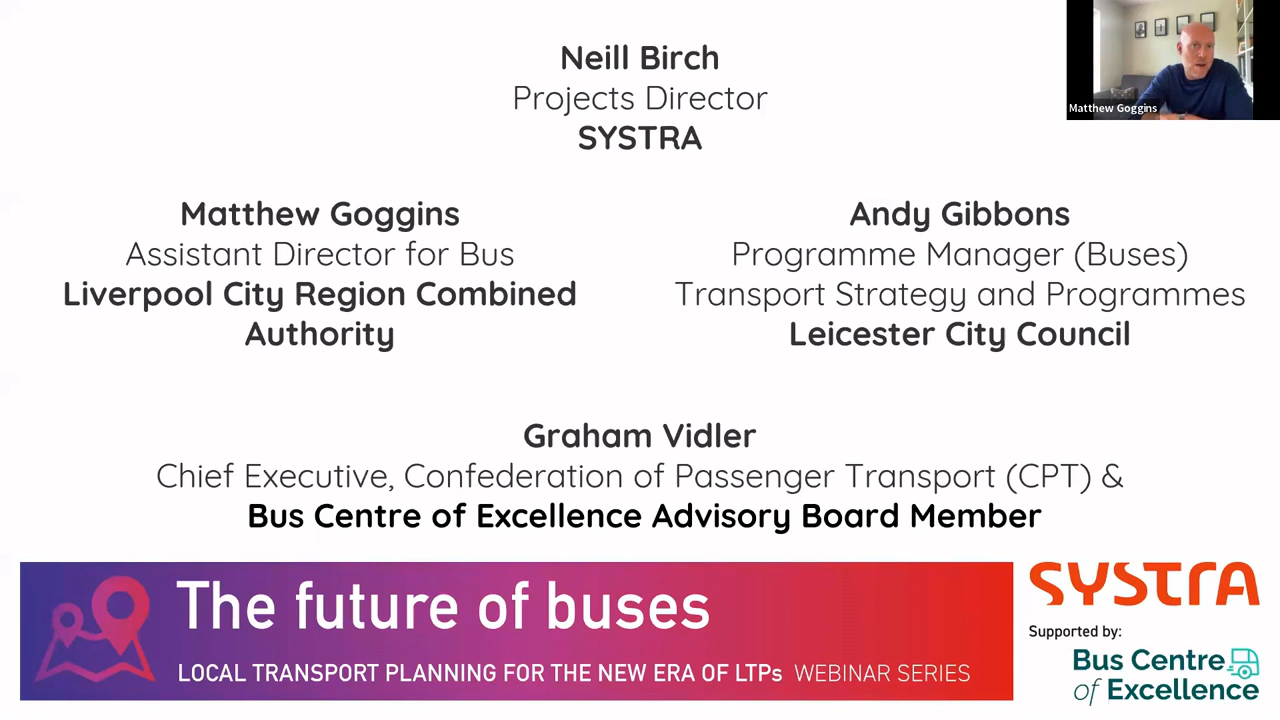 Neill Birch
Projects Director
SYSTRA
Matthew Goggins
Matthew Goggins
Assistant Director for Bus
Liverpool City Region Combined
Authority
Andy Gibbons
Programme Manager (Buses)
Transport Strategy and Programmes
Leicester City Council
Graham Vidler
Chief Executive, Confederation of Passenger Transport (CPT) &
Bus Centre of Excellence Advisory Board Member
The future of buses
LOCAL TRANSPORT PLANNING FOR THE NEW ERA OF LTPs WEBINAR SERIES
SYSTRA
Supported by:
Bus Centre
of Excellence